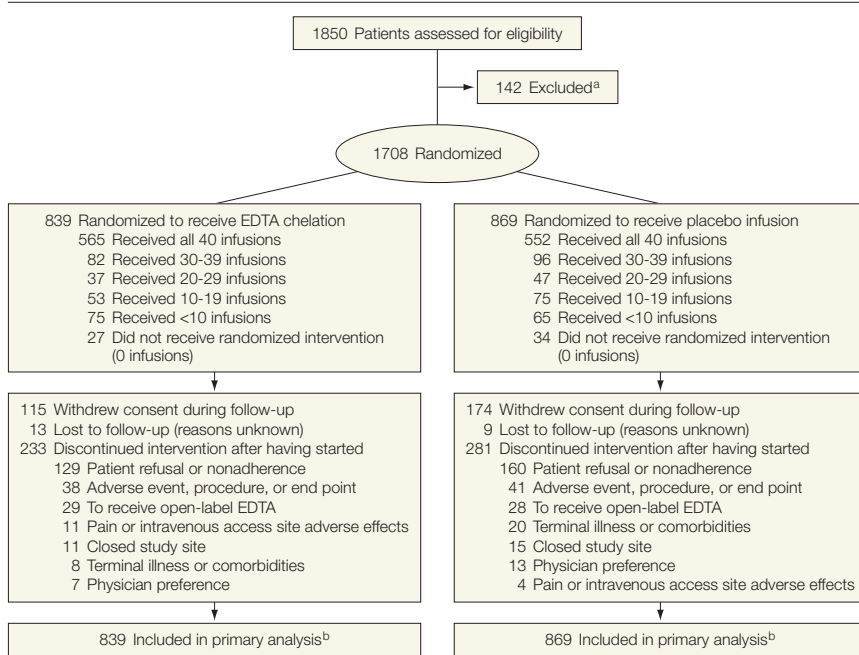 1850 Patients assessed for eligibility
142 Excludedᵃ
1708 Randomized
839 Randomized to receive EDTA chelation
565 Received all 40 infusions
82 Received 30-39 infusions
37 Received 20-29 infusions
53 Received 10-19 infusions
75 Received <10 infusions
27 Did not receive randomized intervention
(0 infusions)
869 Randomized to receive placebo infusion
552 Received all 40 infusions
96 Received 30-39 infusions
47 Received 20-29 infusions
75 Received 10-19 infusions
65 Received <10 infusions
34 Did not receive randomized intervention
(0 infusions)
115 Withdrew consent during follow-up
13 Lost to follow-up (reasons unknown)
233 Discontinued intervention after having started
129 Patient refusal or nonadherence
38 Adverse event, procedure, or end point
29 To receive open-label EDTA
11 Pain or intravenous access site adverse effects
11 Closed study site
8 Terminal illness or comorbidities
7 Physician preference
174 Withdrew consent during follow-up
9 Lost to follow-up (reasons unknown)
281 Discontinued intervention after having started
160 Patient refusal or nonadherence
41 Adverse event, procedure, or end point
28 To receive open-label EDTA
20 Terminal illness or comorbidities
15 Closed study site
13 Physician preference
4 Pain or intravenous access site adverse effects
839 Included in primary analysisᵇ
869 Included in primary analysisᵇ